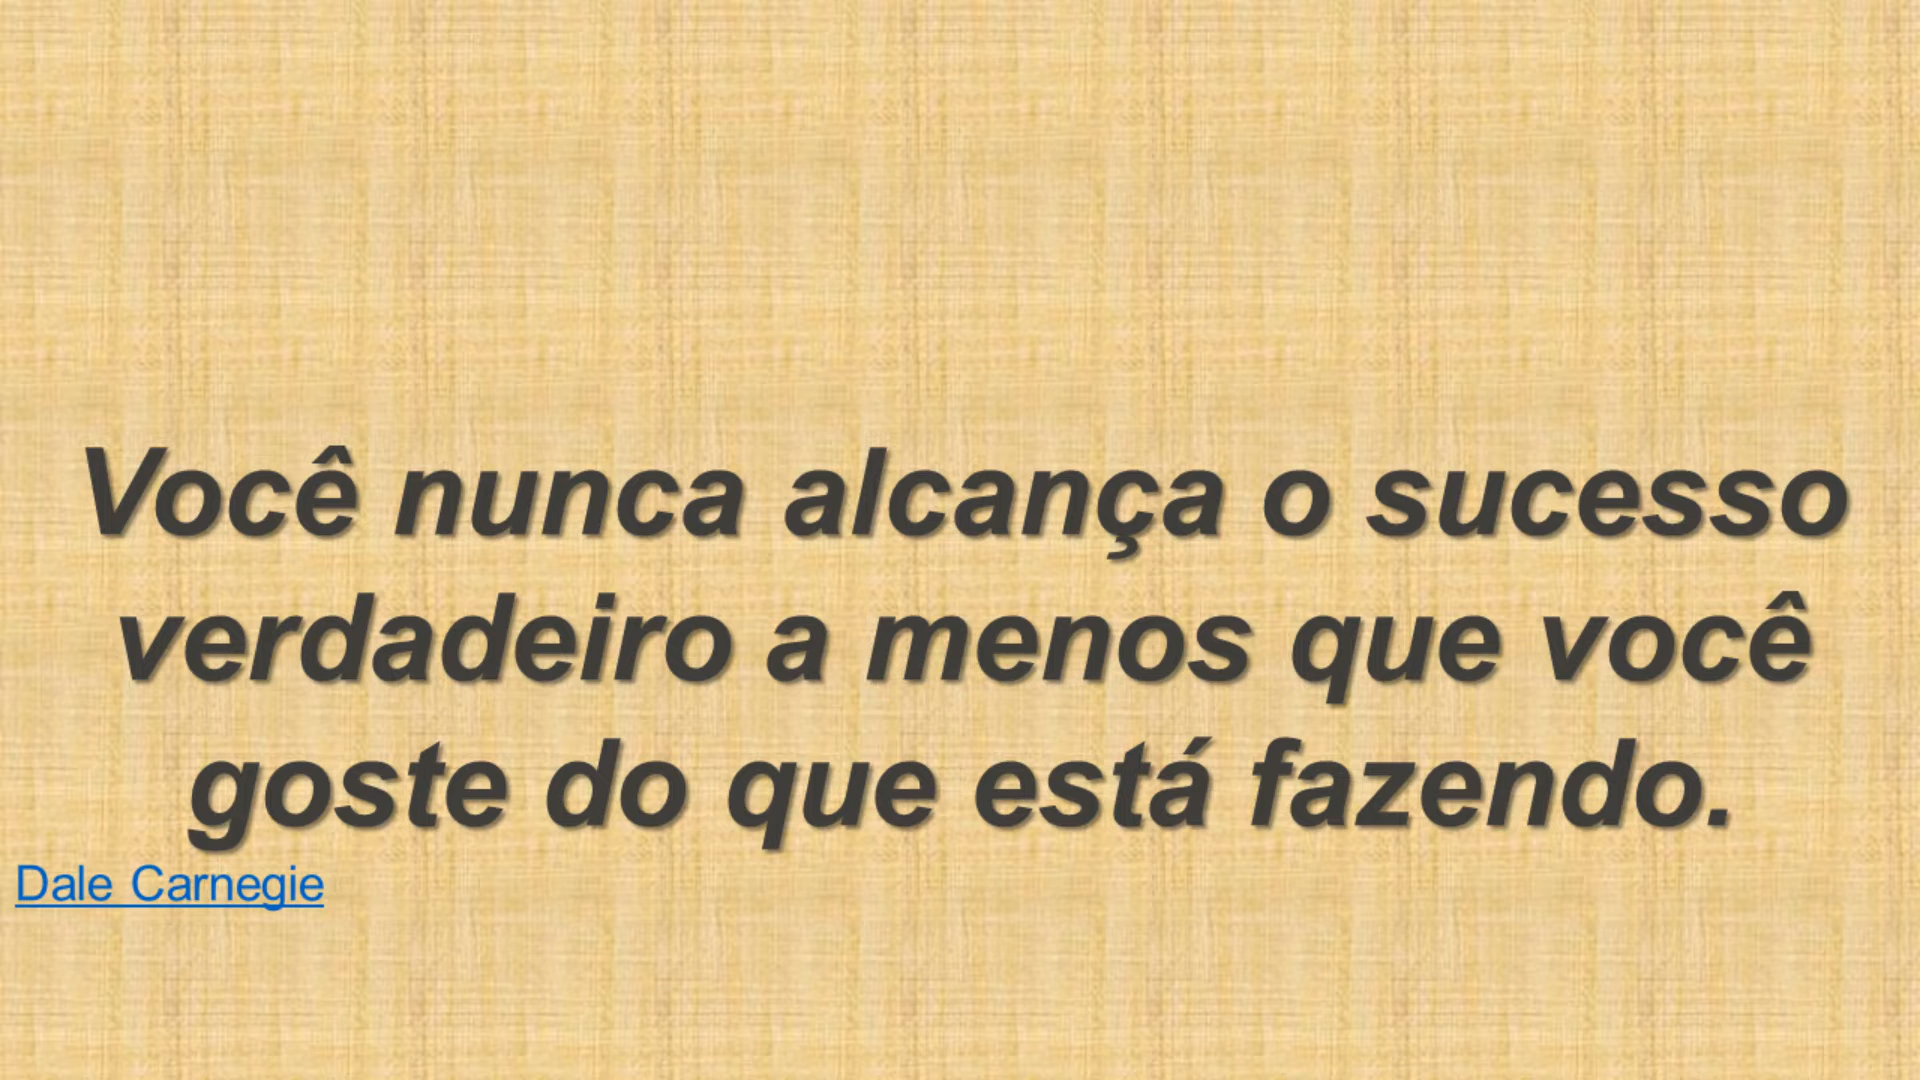 Você nunca alcança o sucesso
verdadeiro a menos que você
goste do que está fazendo.
Dale Carnegie